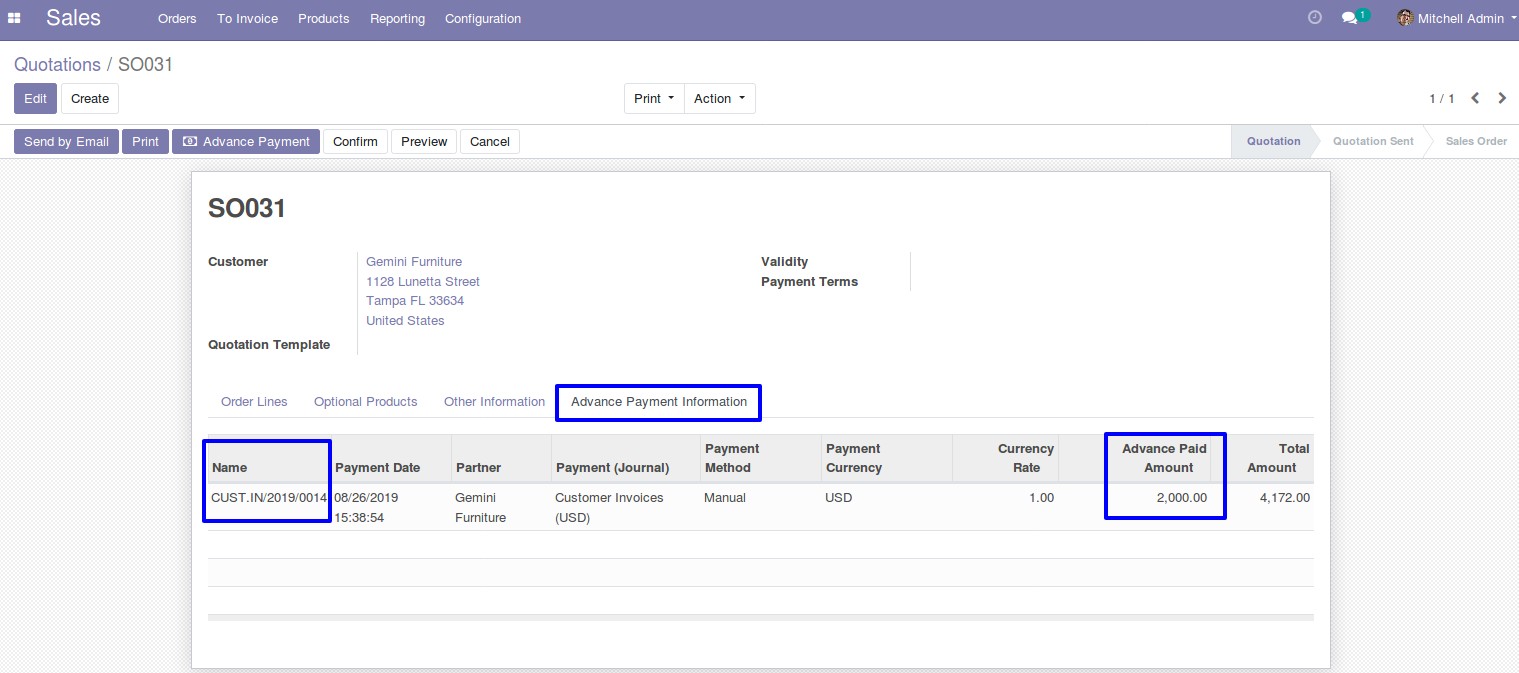 Sales Orders To Invoice Products Reporting Configuration 1 Mitchell Admin
Quotations / SO031
Edit Create Print Action 1 / 1
Send by Email Print Advance Payment Confirm Preview Cancel Quotation Quotation Sent Sales Order
SO031
Customer Gemini Furniture Validity
1128 Lunetta Street Payment Terms
Tampa FL 33634
United States
Quotation Template
Order Lines Optional Products Other Information Advance Payment Information
Name Payment Date Partner Payment (Journal) Payment Method Payment Currency Currency Rate Advance Paid Amount Total Amount
CUST.IN/2019/0014 08/26/2019 Gemini Customer Invoices Manual USD 1.00 2,000.00 4,172.00
15:38:54 Furniture (USD)